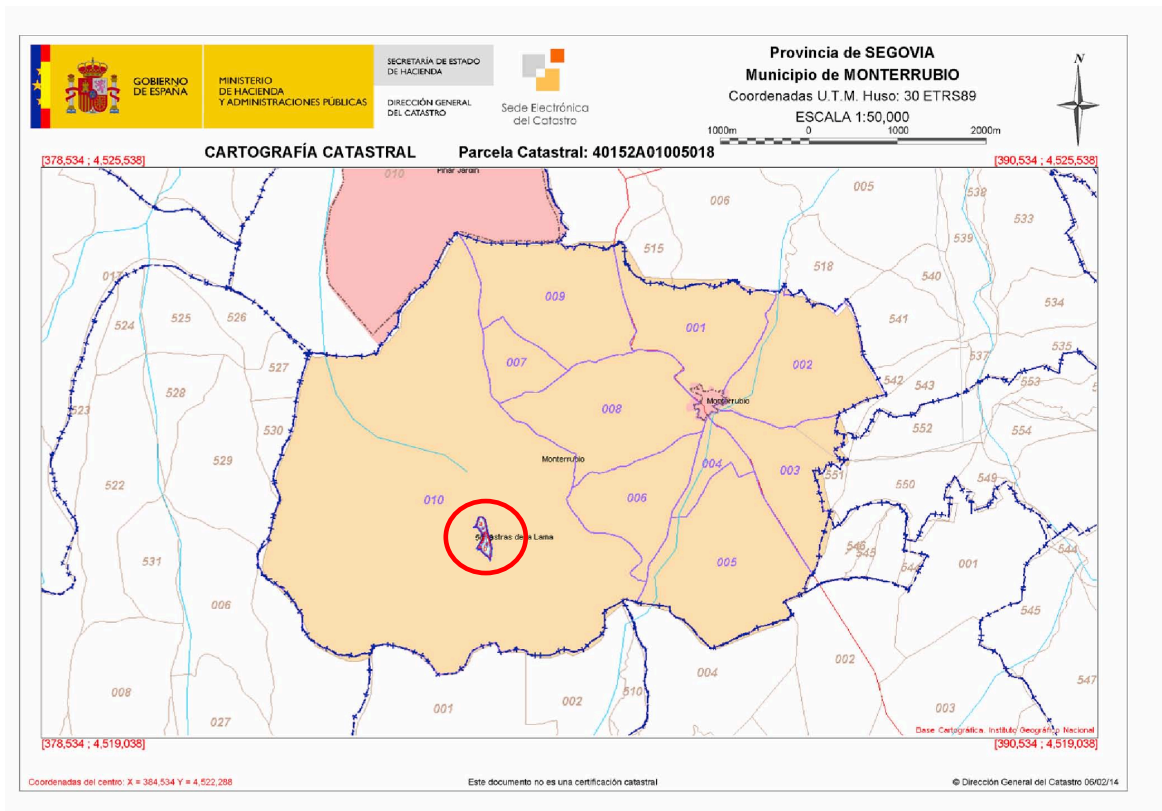 GOBIERNO
DE ESPAÑA
MINISTERIO
DE HACIENDA
Y ADMINISTRACIONES PÚBLICAS
SECRETARÍA DE ESTADO
DE HACIENDA
DIRECCIÓN GENERAL
DEL CATASTRO
Sede Electrónica
del Catastro
Provincia de SEGOVIA
Municipio de MONTERRUBIO
Coordenadas U.T.M. Huso: 30 ETRS89
ESCALA 1:50,000
1000m 0 1000 2000m
N
CARTOGRAFÍA CATASTRAL
Parcela Catastral: 40152A01005018
[378,534 ; 4,525,538]
[390,534 ; 4,525,538]
010
Pinar Jardín
006
005
538
533
515
539
518
540
017
009
534
524
525
526
001
541
535
527
007
002
537
542
543
553
528
008
Monterrubio
523
530
552
554
529
Monterrubio
004
003
551
522
550
549
010
006
de la Lama
531
005
546
545
544
001
544
006
545
002
004
547
008
510
027
001
002
003
Base Cartográfica. Instituto Geográfico Nacional
[378,534 ; 4,519,038]
[390,534 ; 4,519,038]
Coordenadas del centro: X = 384,534 Y = 4,522,288
Este documento no es una certificación catastral
© Dirección General del Catastro 06/02/14